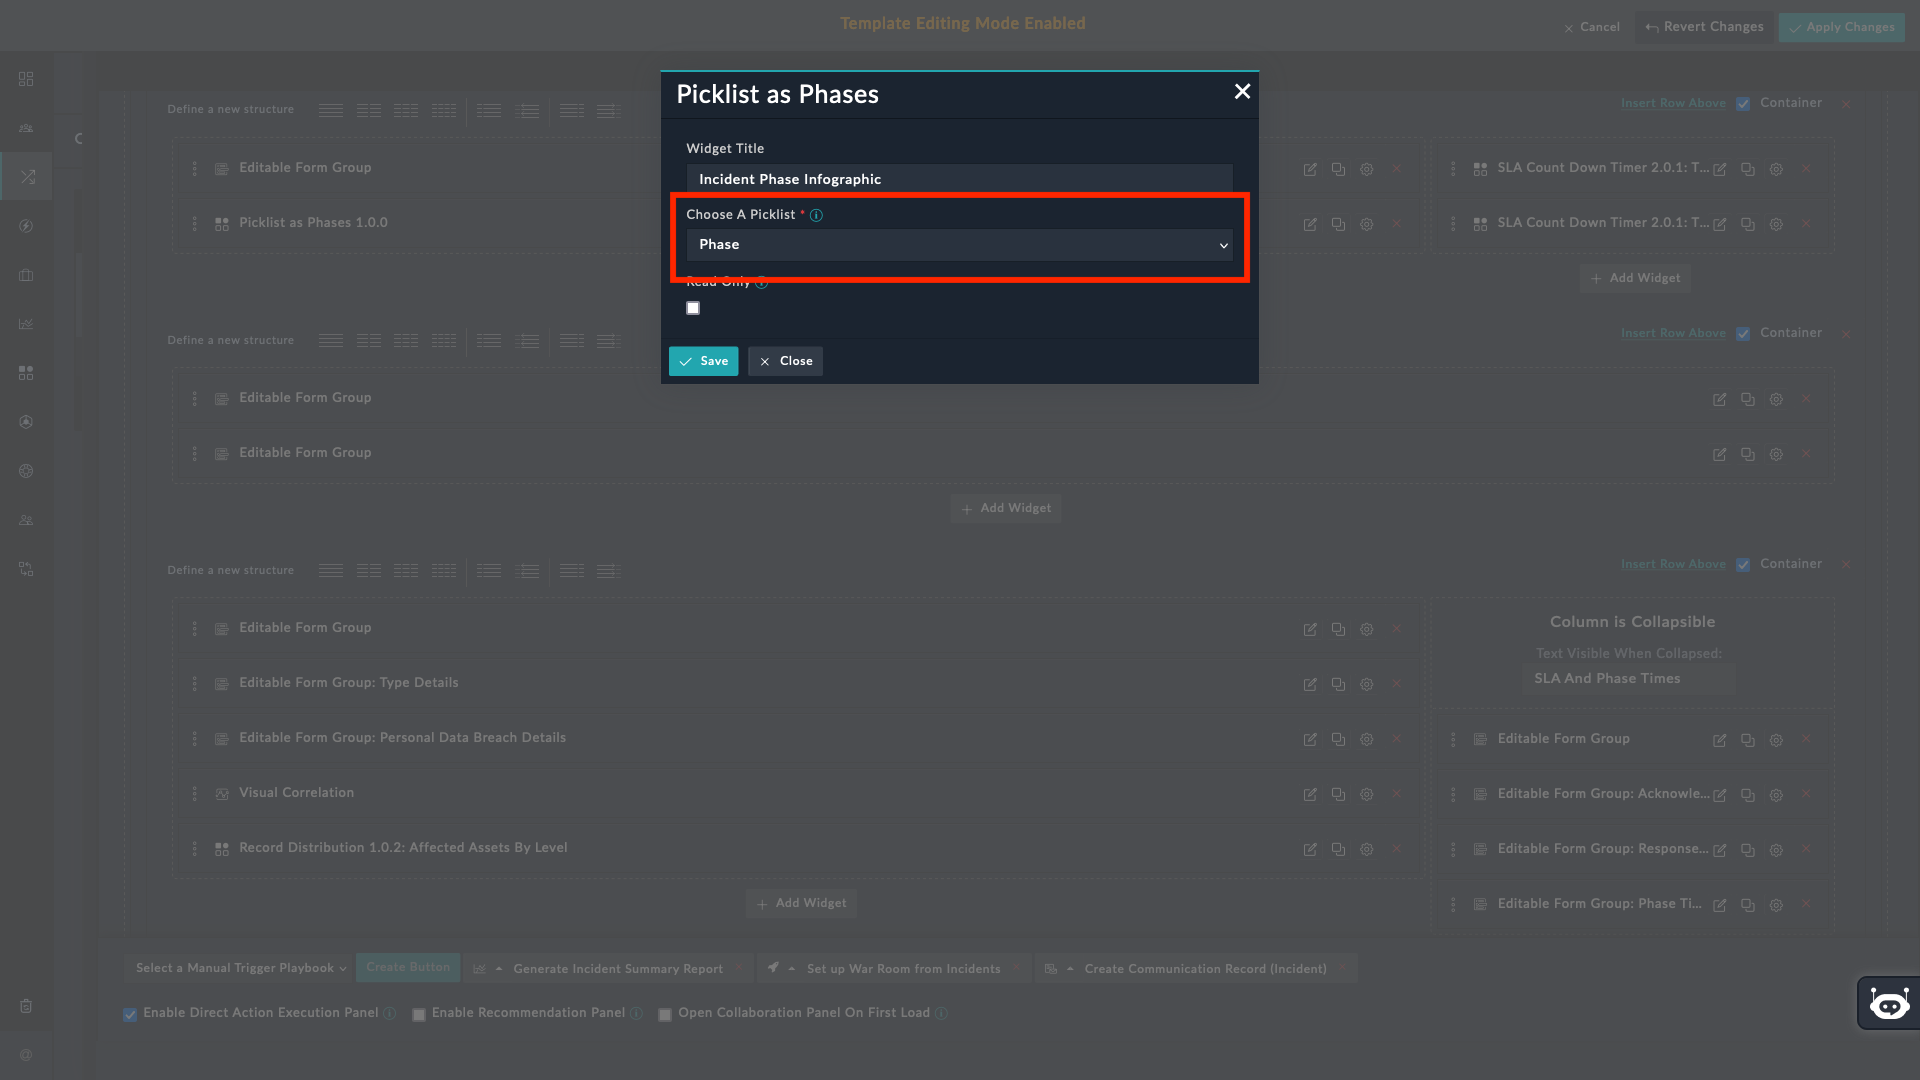 Template Editing Mode Enabled
Cancel
Revert Changes
Apply Changes
Picklist as Phases
Widget Title
Incident Phase Infographic
Choose A Picklist *
Phase
Read Only
Save
Close
Define a new structure
Insert Row Above
Container
Editable Form Group
SLA Count Down Timer 2.0.1: T...
Picklist as Phases 1.0.0
SLA Count Down Timer 2.0.1: T...
+ Add Widget
Define a new structure
Insert Row Above
Container
Editable Form Group
Editable Form Group
+ Add Widget
Define a new structure
Insert Row Above
Container
Editable Form Group
Editable Form Group: Type Details
Editable Form Group: Personal Data Breach Details
Visual Correlation
Record Distribution 1.0.2: Affected Assets By Level
+ Add Widget
Column is Collapsible
Text Visible When Collapsed:
SLA And Phase Times
Editable Form Group
Editable Form Group: Acknowle...
Editable Form Group: Response...
Editable Form Group: Phase Ti...
Select a Manual Trigger Playbook
Create Button
Generate Incident Summary Report
Set up War Room from Incidents
Create Communication Record (Incident)
Enable Direct Action Execution Panel
Enable Recommendation Panel
Open Collaboration Panel On First Load